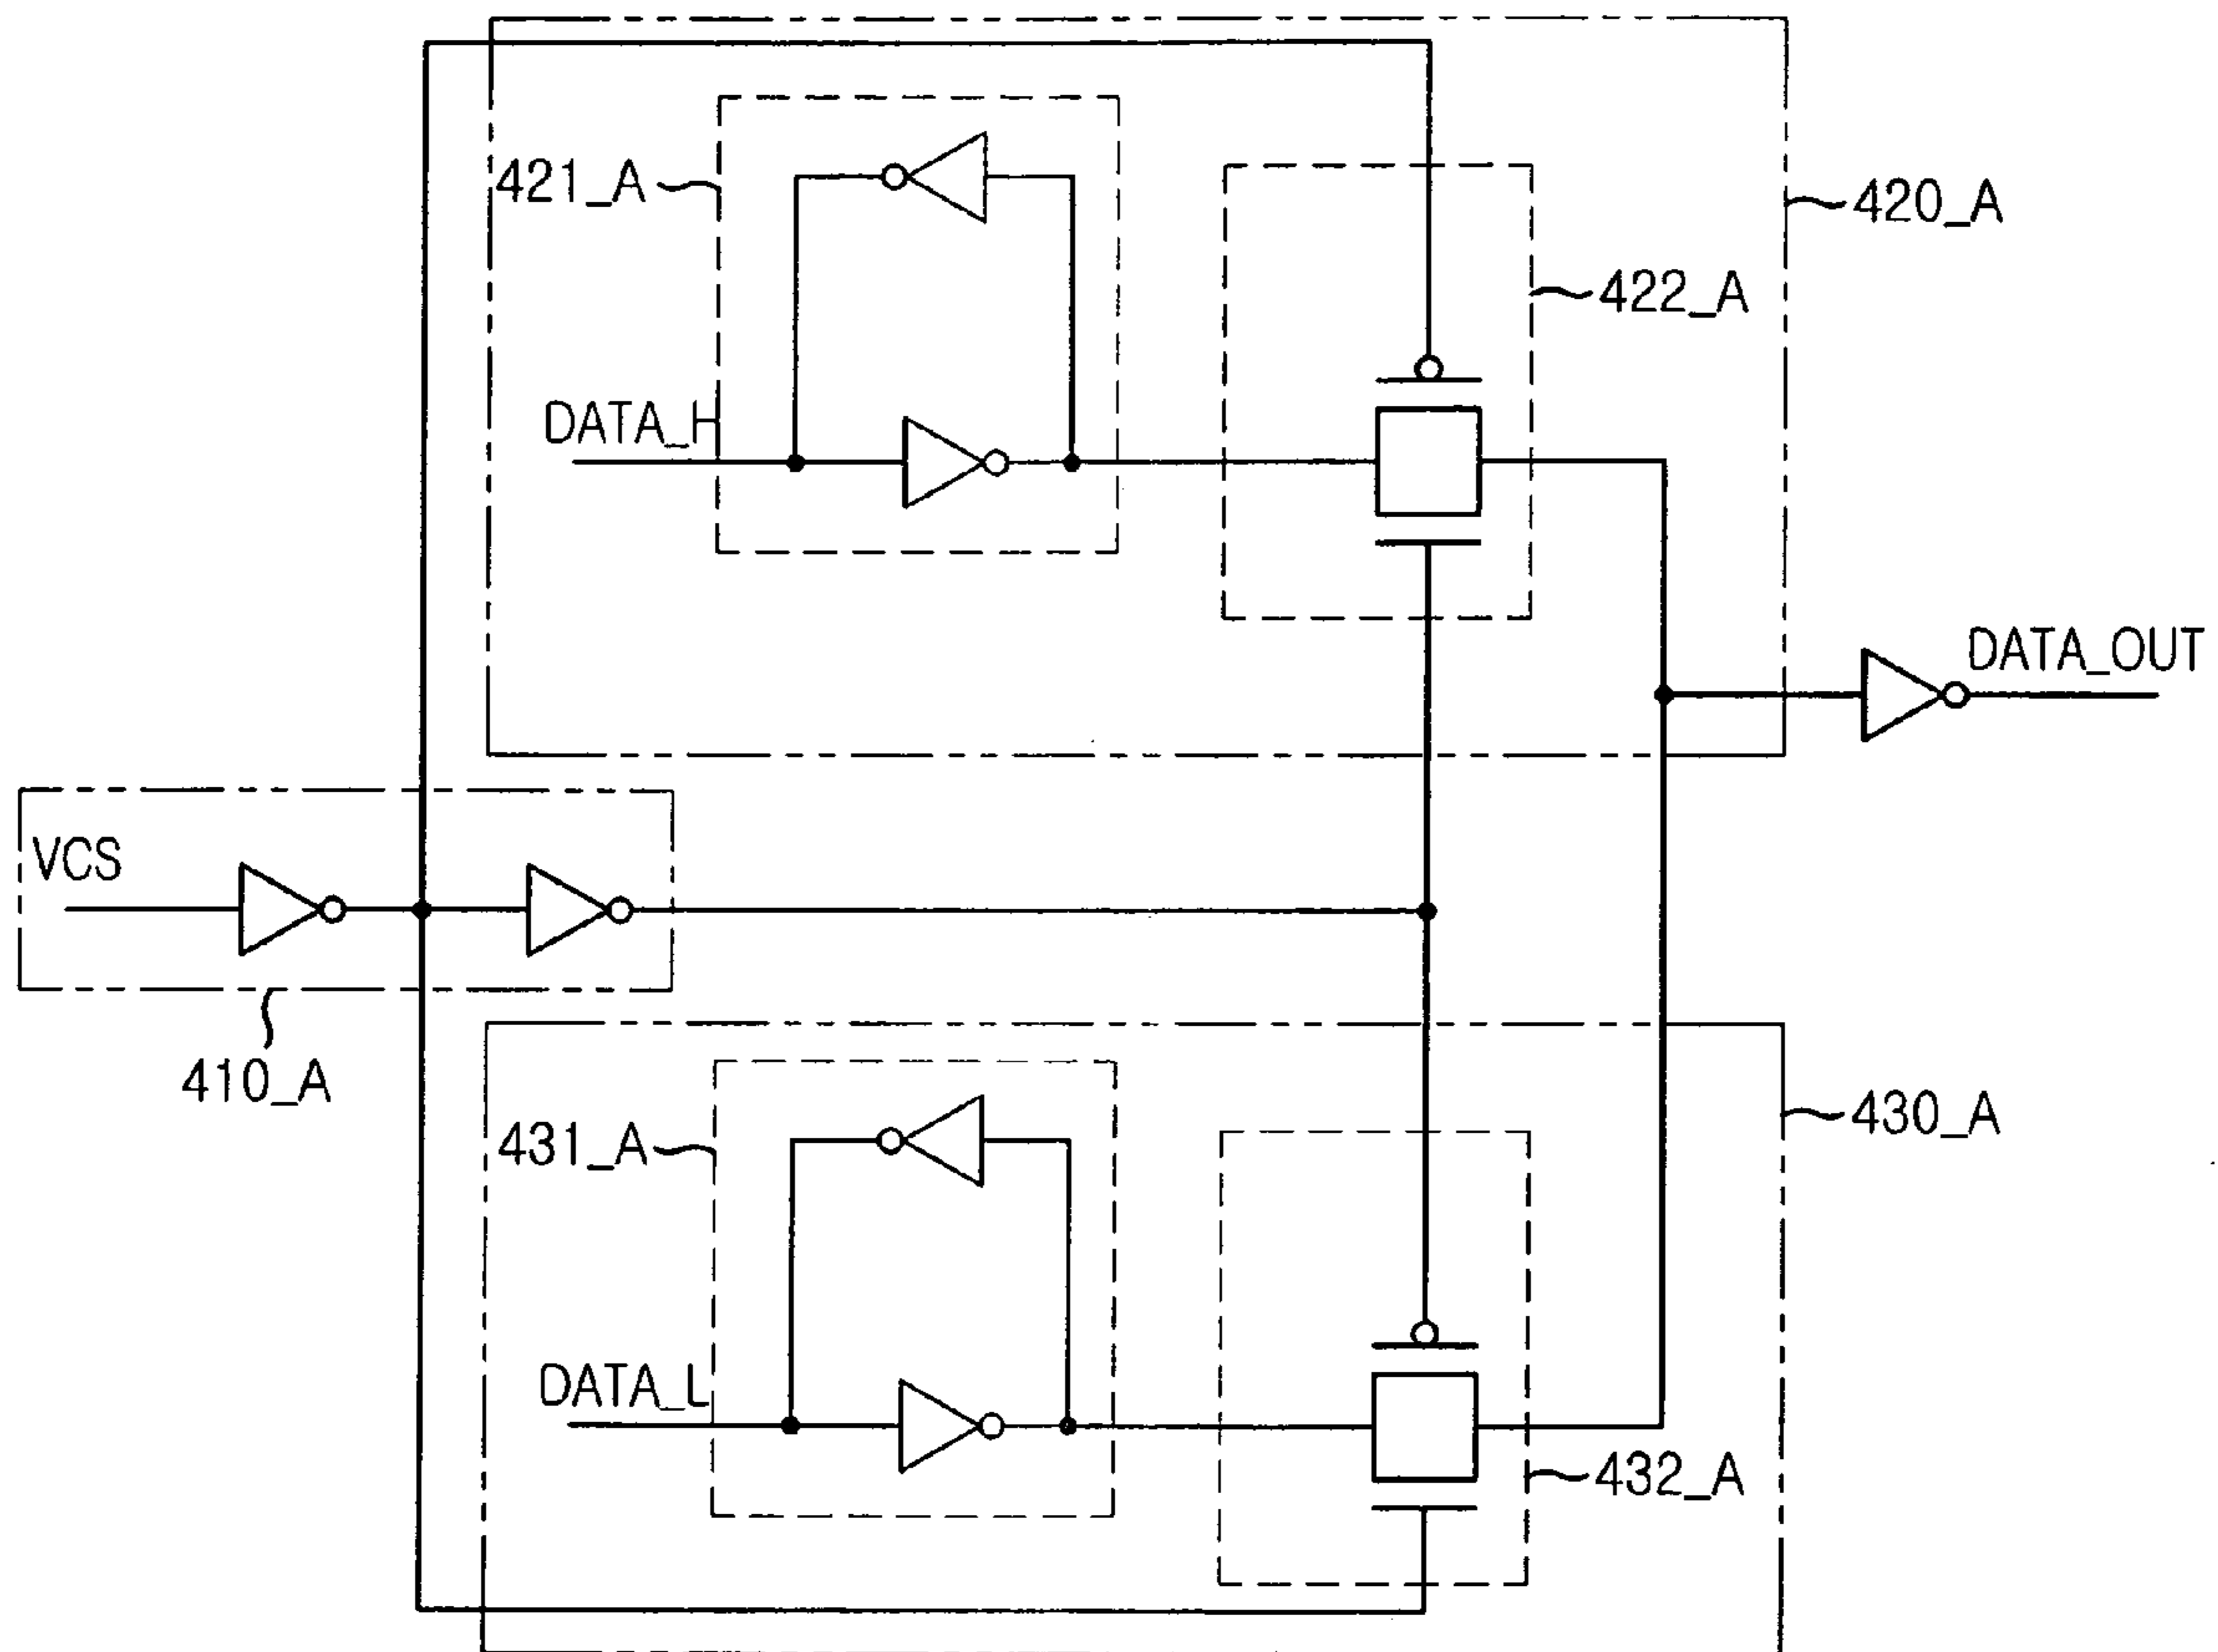 421_A
420_A
422_A
DATA_H
DATA_OUT
VCS
410_A
431_A
430_A
DATA_L
432_A